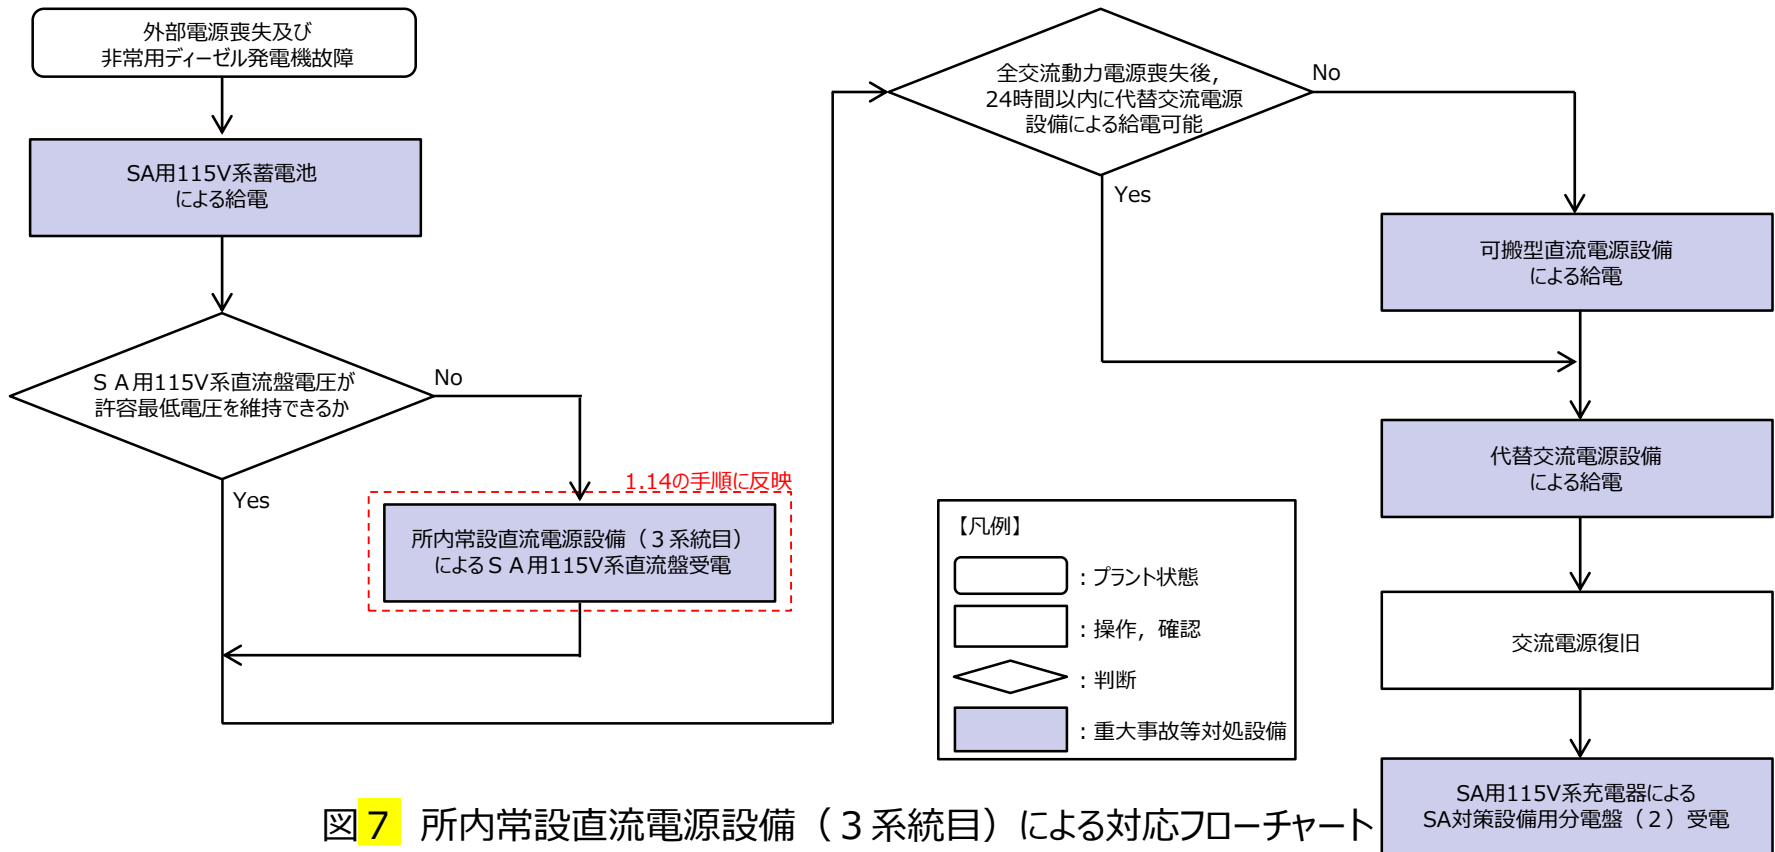 外部電源喪失及び
非常用ディーゼル発電機故障
SA用115V系蓄電池
による給電
ＳＡ用115V系直流盤電圧が
許容最低電圧を維持できるか
No
Yes
1.14の手順に反映
所内常設直流電源設備（３系統目）
によるＳＡ用115V系直流盤受電
全交流動力電源喪失後，
24時間以内に代替交流電源
設備による給電可能
No
Yes
可搬型直流電源設備
による給電
代替交流電源設備
による給電
交流電源復旧
SA用115V系充電器による
SA対策設備用分電盤（２）受電
【凡例】
：プラント状態
：操作，確認
：判断
：重大事故等対処設備
図７ 所内常設直流電源設備（３系統目）による対応フローチャート